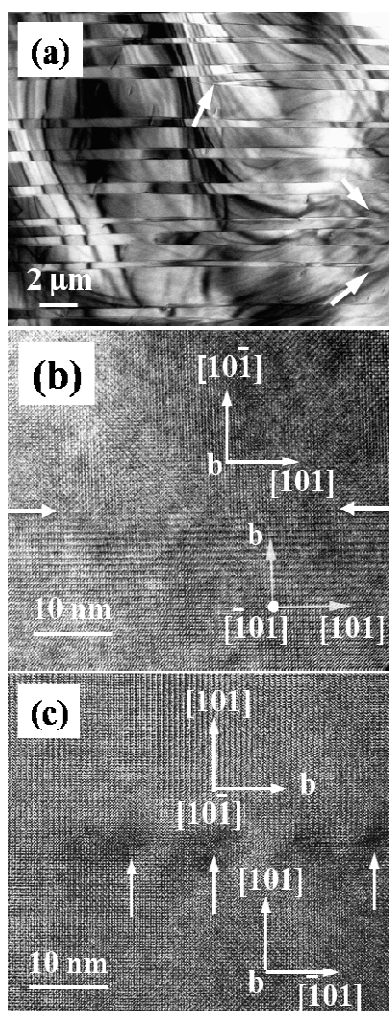 (a)
2 μm
(b)
[101̄]
b [101]
b
[1̄01] [101]
10 nm
(c)
[101]
b
[101̄]
[101]
b [1̄01]
10 nm